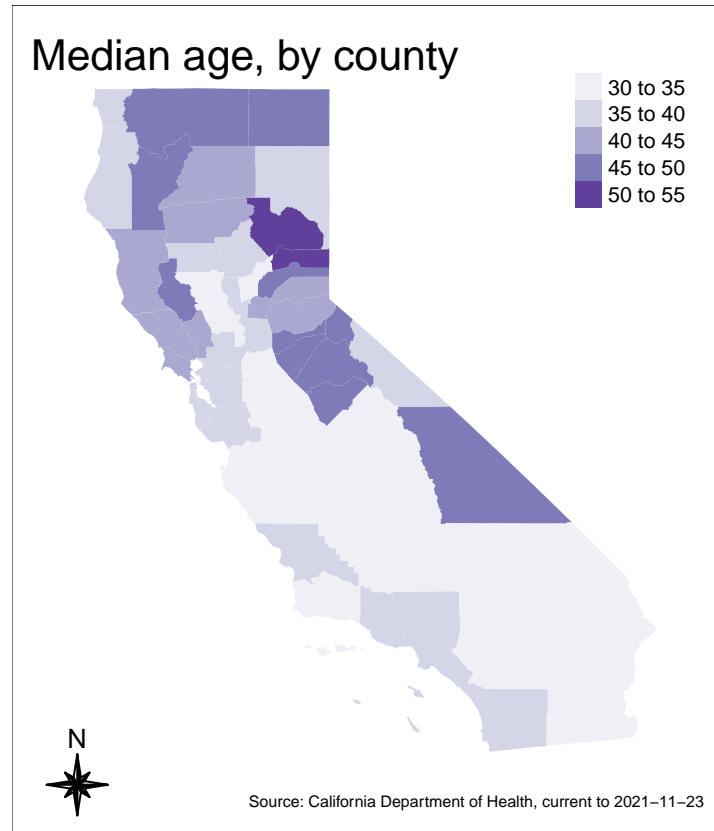 Median age, by county
30 to 35
35 to 40
40 to 45
45 to 50
50 to 55
N
Source: California Department of Health, current to 2021−11−23